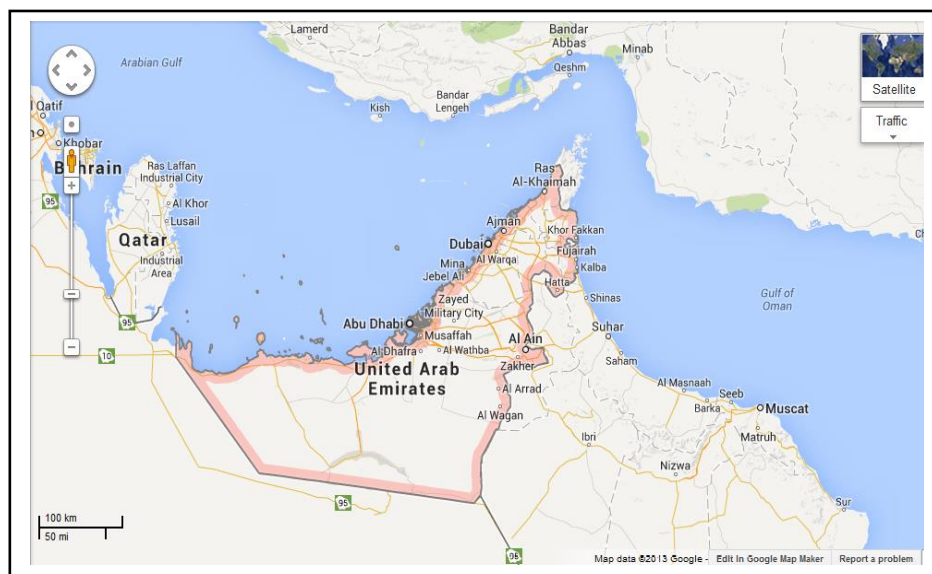 Lamerd
Bandar
Abbas
Minab
Arabian Gulf
Qeshm
Satellite
Bandar
Lengeh
Kish
Traffic
Qatif
Khobar
Bahrain
Ras Laffan
Industrial City
Ras
Al-Khaimah
95
Al Khor
Lusail
Ajman
Khor Fakkan
Qatar
Dubai
Al Warqa
Fujairah
Industrial
Area
Mina
Jebel Ali
Kalba
Hatta
Zayed
Military City
Shinas
Gulf of
Oman
95
Abu Dhabi
Musaffah
Al Ain
Suhar
10
Al Dhafra
Al Wathba
Zakher
Saham
United Arab
Emirates
Al Arrad
Al Masnaah
Seeb
Al Wagan
Barka
Muscat
Ibri
Matruh
Nizwa
95
Sur
100 km
50 mi
95
Map data ©2013 Google -
Edit in Google Map Maker
Report a problem